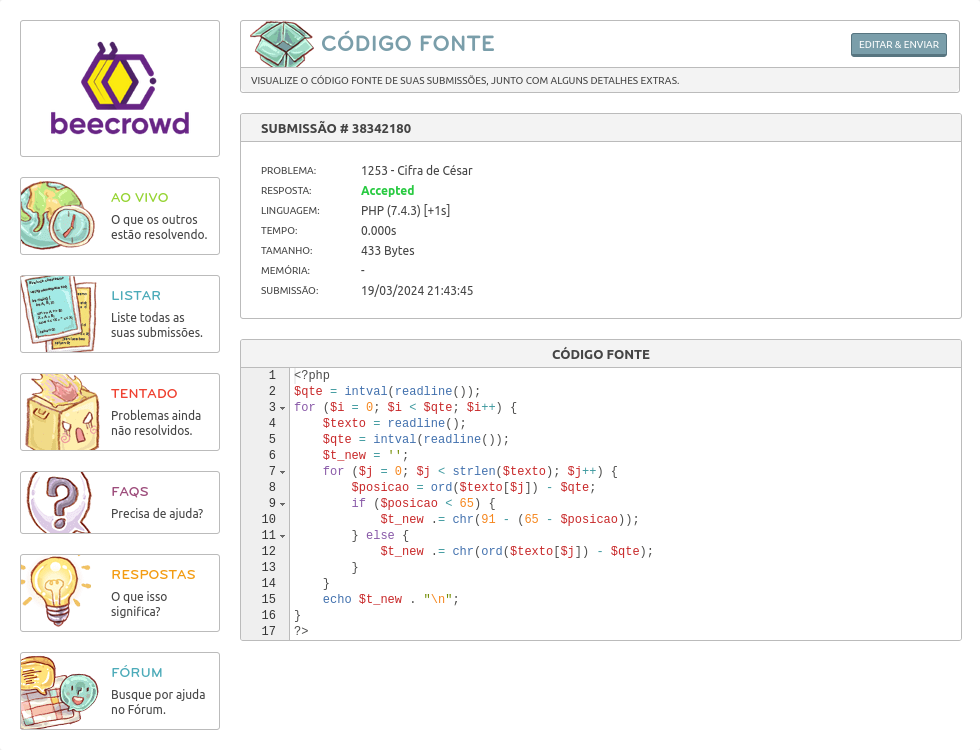 beecrowd
AO VIVO
O que os outros
estão resolvendo.
LISTAR
Liste todas as
suas submissões.
TENTADO
Problemas ainda
não resolvidos.
FAQS
Precisa de ajuda?
RESPOSTAS
O que isso
significa?
FÓRUM
Busque por ajuda
no Fórum.
CÓDIGO FONTE
EDITAR & ENVIAR
VISUALIZE O CÓDIGO FONTE DE SUAS SUBMISSÕES, JUNTO COM ALGUNS DETALHES EXTRAS.
SUBMISSÃO # 38342180
PROBLEMA: 1253 - Cifra de César
RESPOSTA: Accepted
LINGUAGEM: PHP (7.4.3) [+1s]
TEMPO: 0.000s
TAMANHO: 433 Bytes
MEMÓRIA: -
SUBMISSÃO: 19/03/2024 21:43:45
CÓDIGO FONTE
1 <?php
2 $qte = intval(readline());
3 for ($i = 0; $i < $qte; $i++) {
4     $texto = readline();
5     $qte = intval(readline());
6     $t_new = '';
7     for ($j = 0; $j < strlen($texto); $j++) {
8         $posicao = ord($texto[$j]) - $qte;
9         if ($posicao < 65) {
10             $t_new .= chr(91 - (65 - $posicao));
11         } else {
12             $t_new .= chr(ord($texto[$j]) - $qte);
13         }
14     }
15     echo $t_new . "\n";
16 }
17 ?>